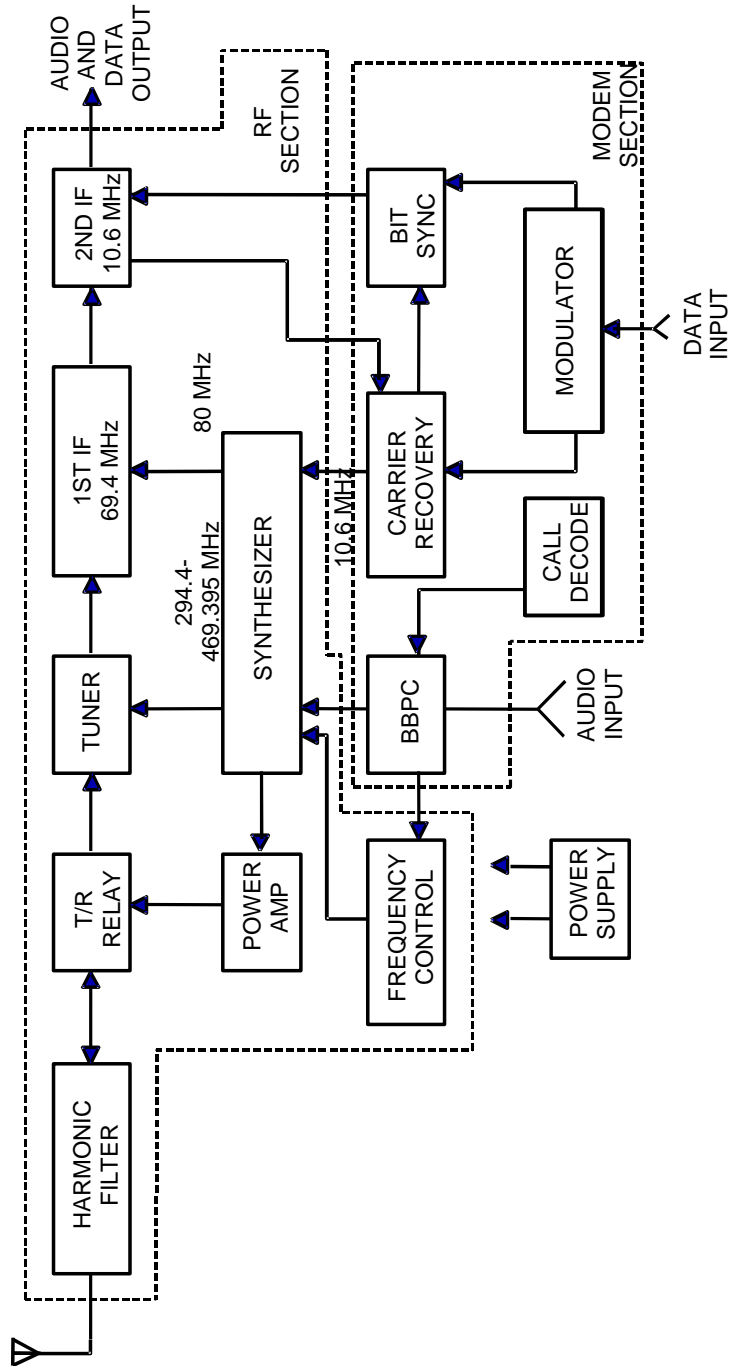 HARMONIC
FILTER
T/R
RELAY
TUNER
1ST IF
69.4 MHz
2ND IF
10.6 MHz
AUDIO
AND
DATA
OUTPUT
POWER
AMP
294.4-
469.395 MHz
SYNTHESIZER
80 MHz
RF
SECTION
FREQUENCY
CONTROL
BBPC
10.6 MHz
CARRIER
RECOVERY
BIT
SYNC
POWER
SUPPLY
CALL
DECODE
MODULATOR
MODEM
SECTION
AUDIO
INPUT
DATA
INPUT